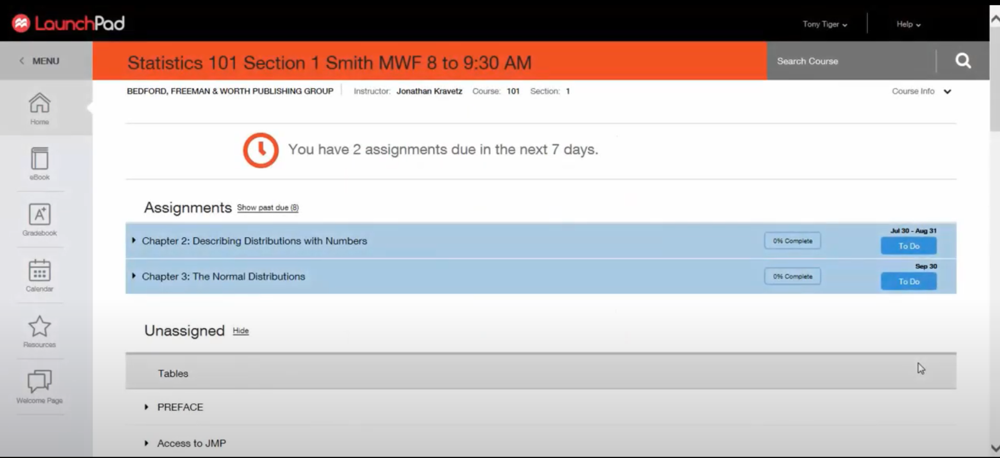 LaunchPad
Tony Tiger
Help
MENU
Statistics 101 Section 1 Smith MWF 8 to 9:30 AM
Search Course
BEDFORD, FREEMAN & WORTH PUBLISHING GROUP
Instructor: Jonathan Kravetz Course: 101 Section: 1
Course Info
Home
You have 2 assignments due in the next 7 days.
eBook
Assignments Show past due (8)
Gradebook
Chapter 2: Describing Distributions with Numbers
0% Complete
Jul 30 - Aug 31
To Do
Chapter 3: The Normal Distributions
0% Complete
Sep 30
To Do
Calendar
Unassigned Hide
Resources
Tables
Welcome Page
PREFACE
Access to JMP